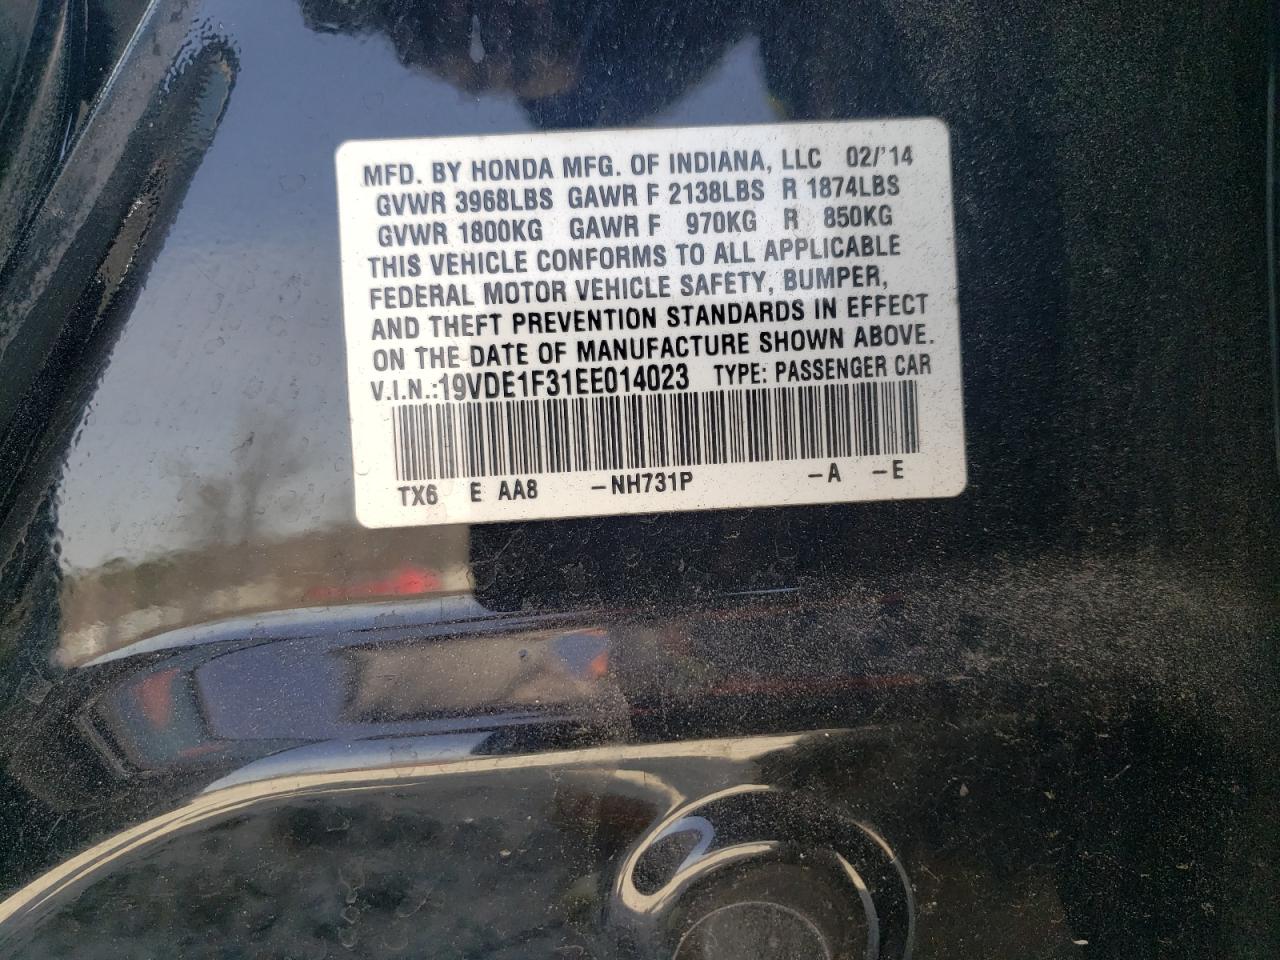 MFD. BY HONDA MFG. OF INDIANA, LLC 02/'14
GVWR 3968LBS GAWR F 2138LBS R 1874LBS
GVWR 1800KG GAWR F 970KG R 850KG
THIS VEHICLE CONFORMS TO ALL APPLICABLE
FEDERAL MOTOR VEHICLE SAFETY, BUMPER,
AND THEFT PREVENTION STANDARDS IN EFFECT
ON THE DATE OF MANUFACTURE SHOWN ABOVE.
V.I.N.:19VDE1F31EE014023 TYPE: PASSENGER CAR
TX6 E AA8 –NH731P –A –E